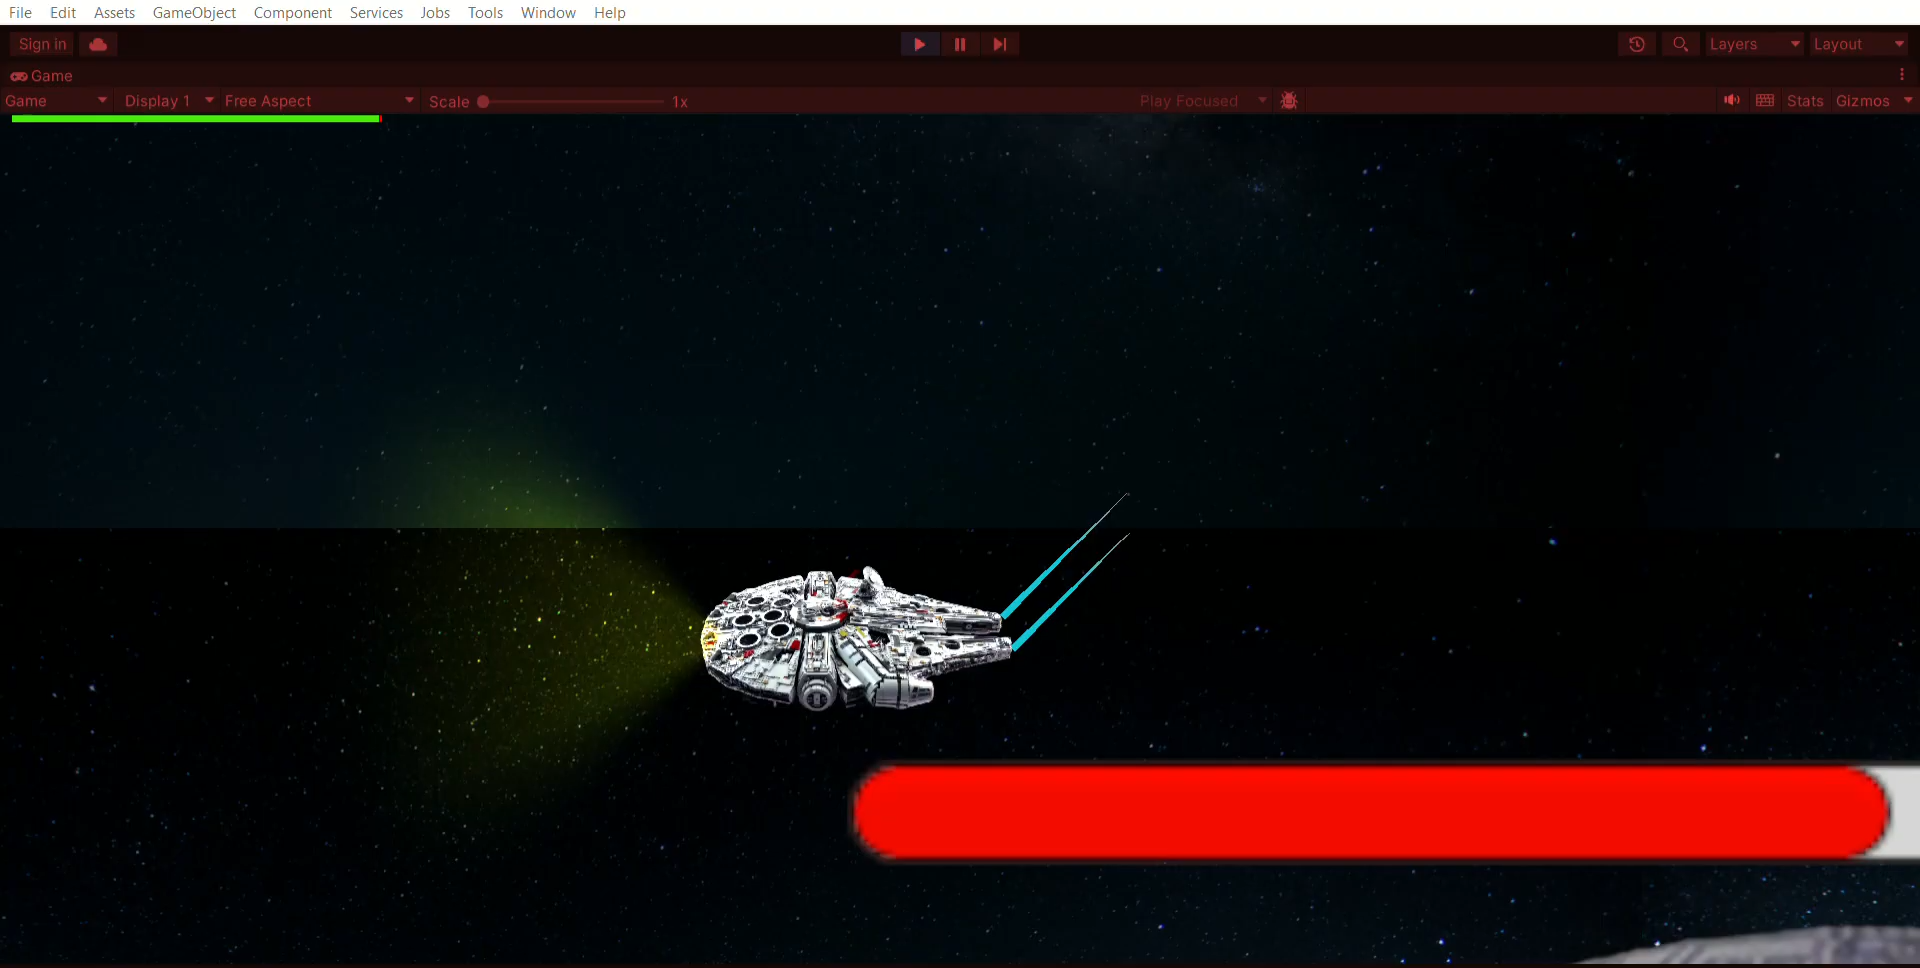 File Edit Assets GameObject Component Services Jobs Tools Window Help
Sign in Layers Layout
Game
Game Display 1 Free Aspect Scale 1x Play Focused Stats Gizmos